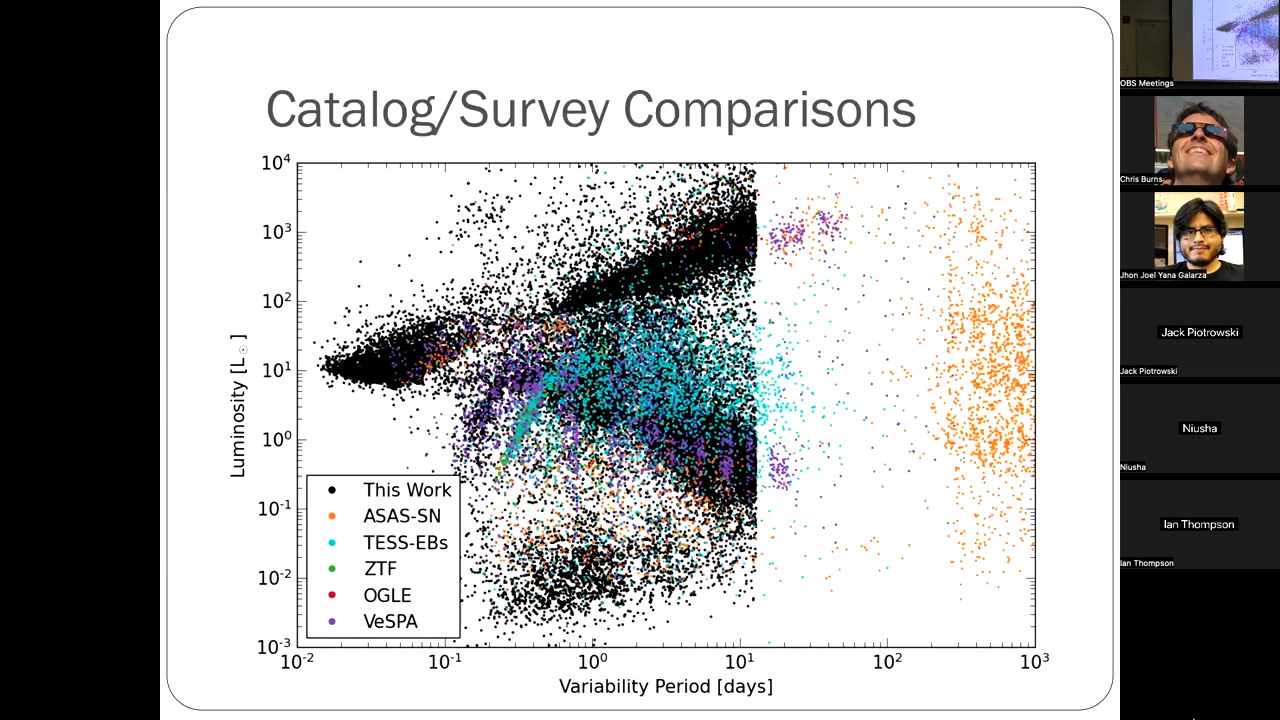 Catalog/Survey Comparisons
10⁴
10³
10²
10¹
10⁰
10⁻¹
10⁻²
10⁻³
Luminosity [L☉]
This Work
ASAS-SN
TESS-EBs
ZTF
OGLE
VeSPA
10⁻² 10⁻¹ 10⁰ 10¹ 10² 10³
Variability Period [days]
OBS Meetings
Chris Burns
Jhon Joel Yana Galarza
Jack Piotrowski
Jack Piotrowski
Niusha
Niusha
Ian Thompson
Ian Thompson